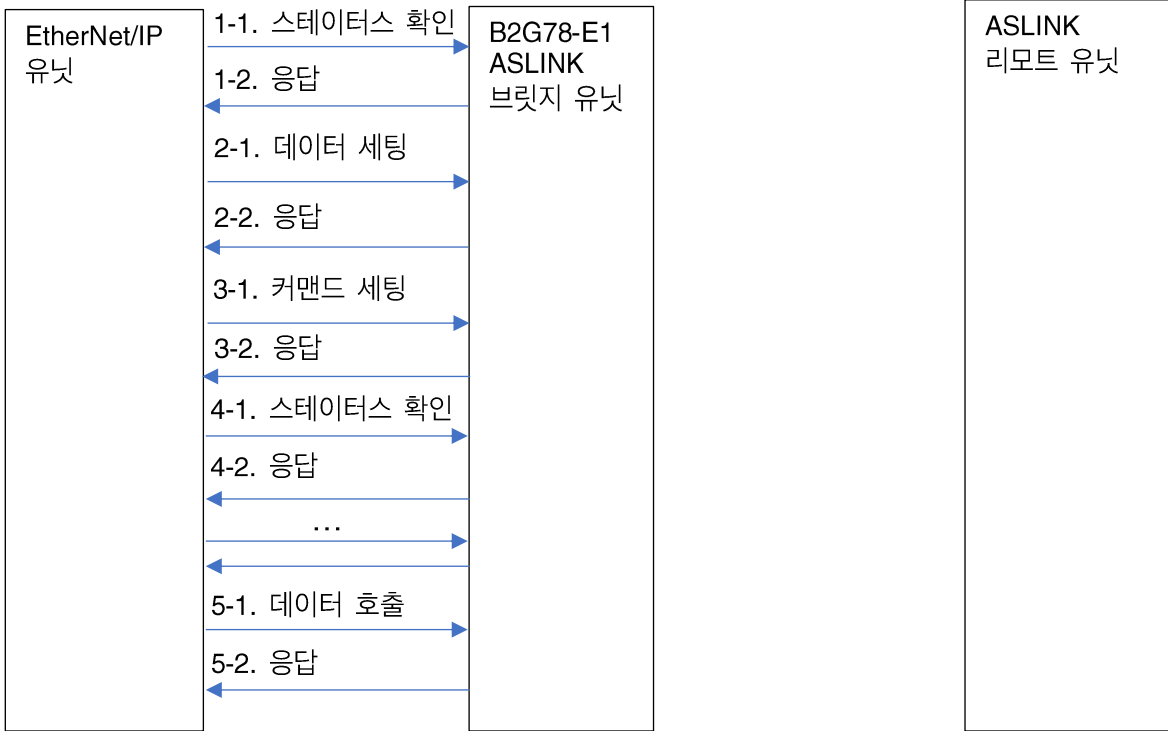 EtherNet/IP
유닛
1-1. 스테이터스 확인
1-2. 응답
2-1. 데이터 세팅
2-2. 응답
3-1. 커맨드 세팅
3-2. 응답
4-1. 스테이터스 확인
4-2. 응답
...
5-1. 데이터 호출
5-2. 응답
B2G78-E1
ASLINK
브릿지 유닛
ASLINK
리모트 유닛